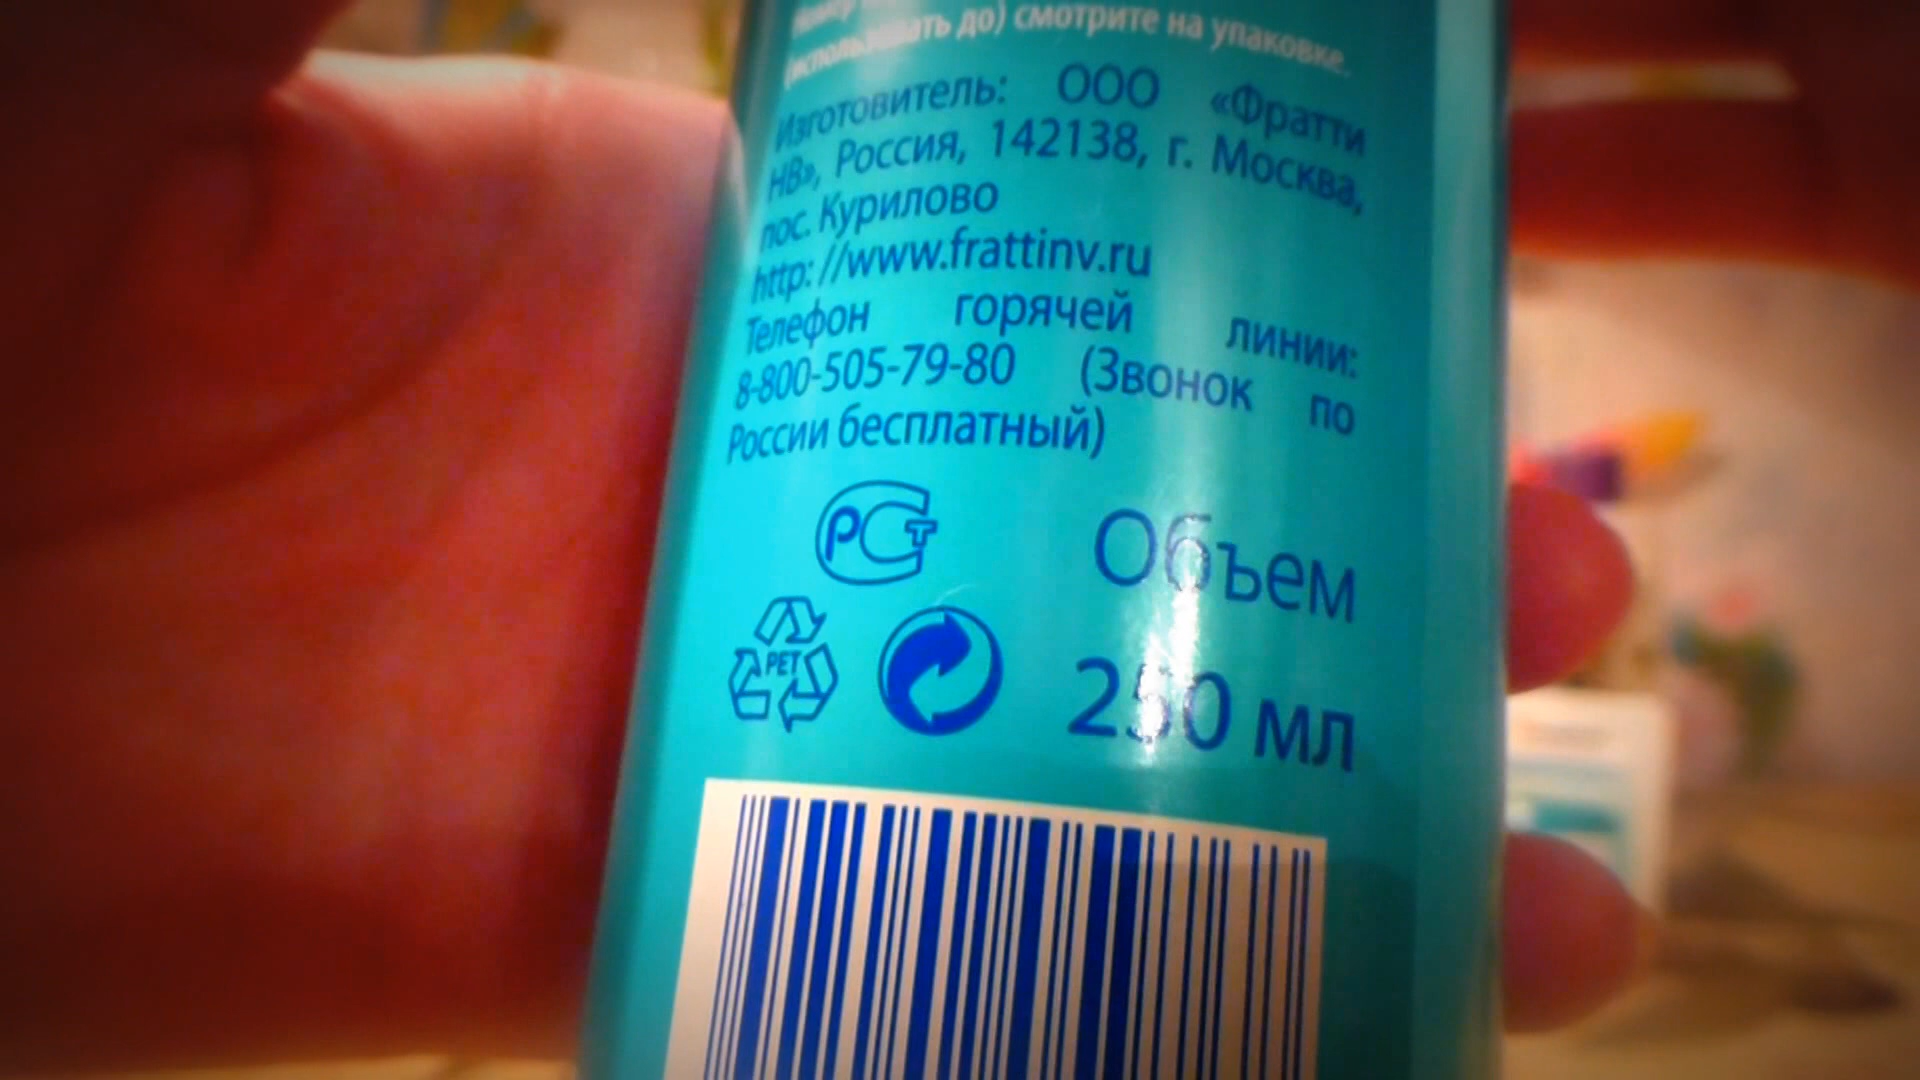 (использовать до) смотрите на упаковке.
Изготовитель: ООО «Фратти
НВ», Россия, 142138, г. Москва,
пос. Курилово
http: //www.frattinv.ru
Телефон горячей линии:
8-800-505-79-80 (Звонок по
России бесплатный)
РСТ
Объем
PET
250 мл